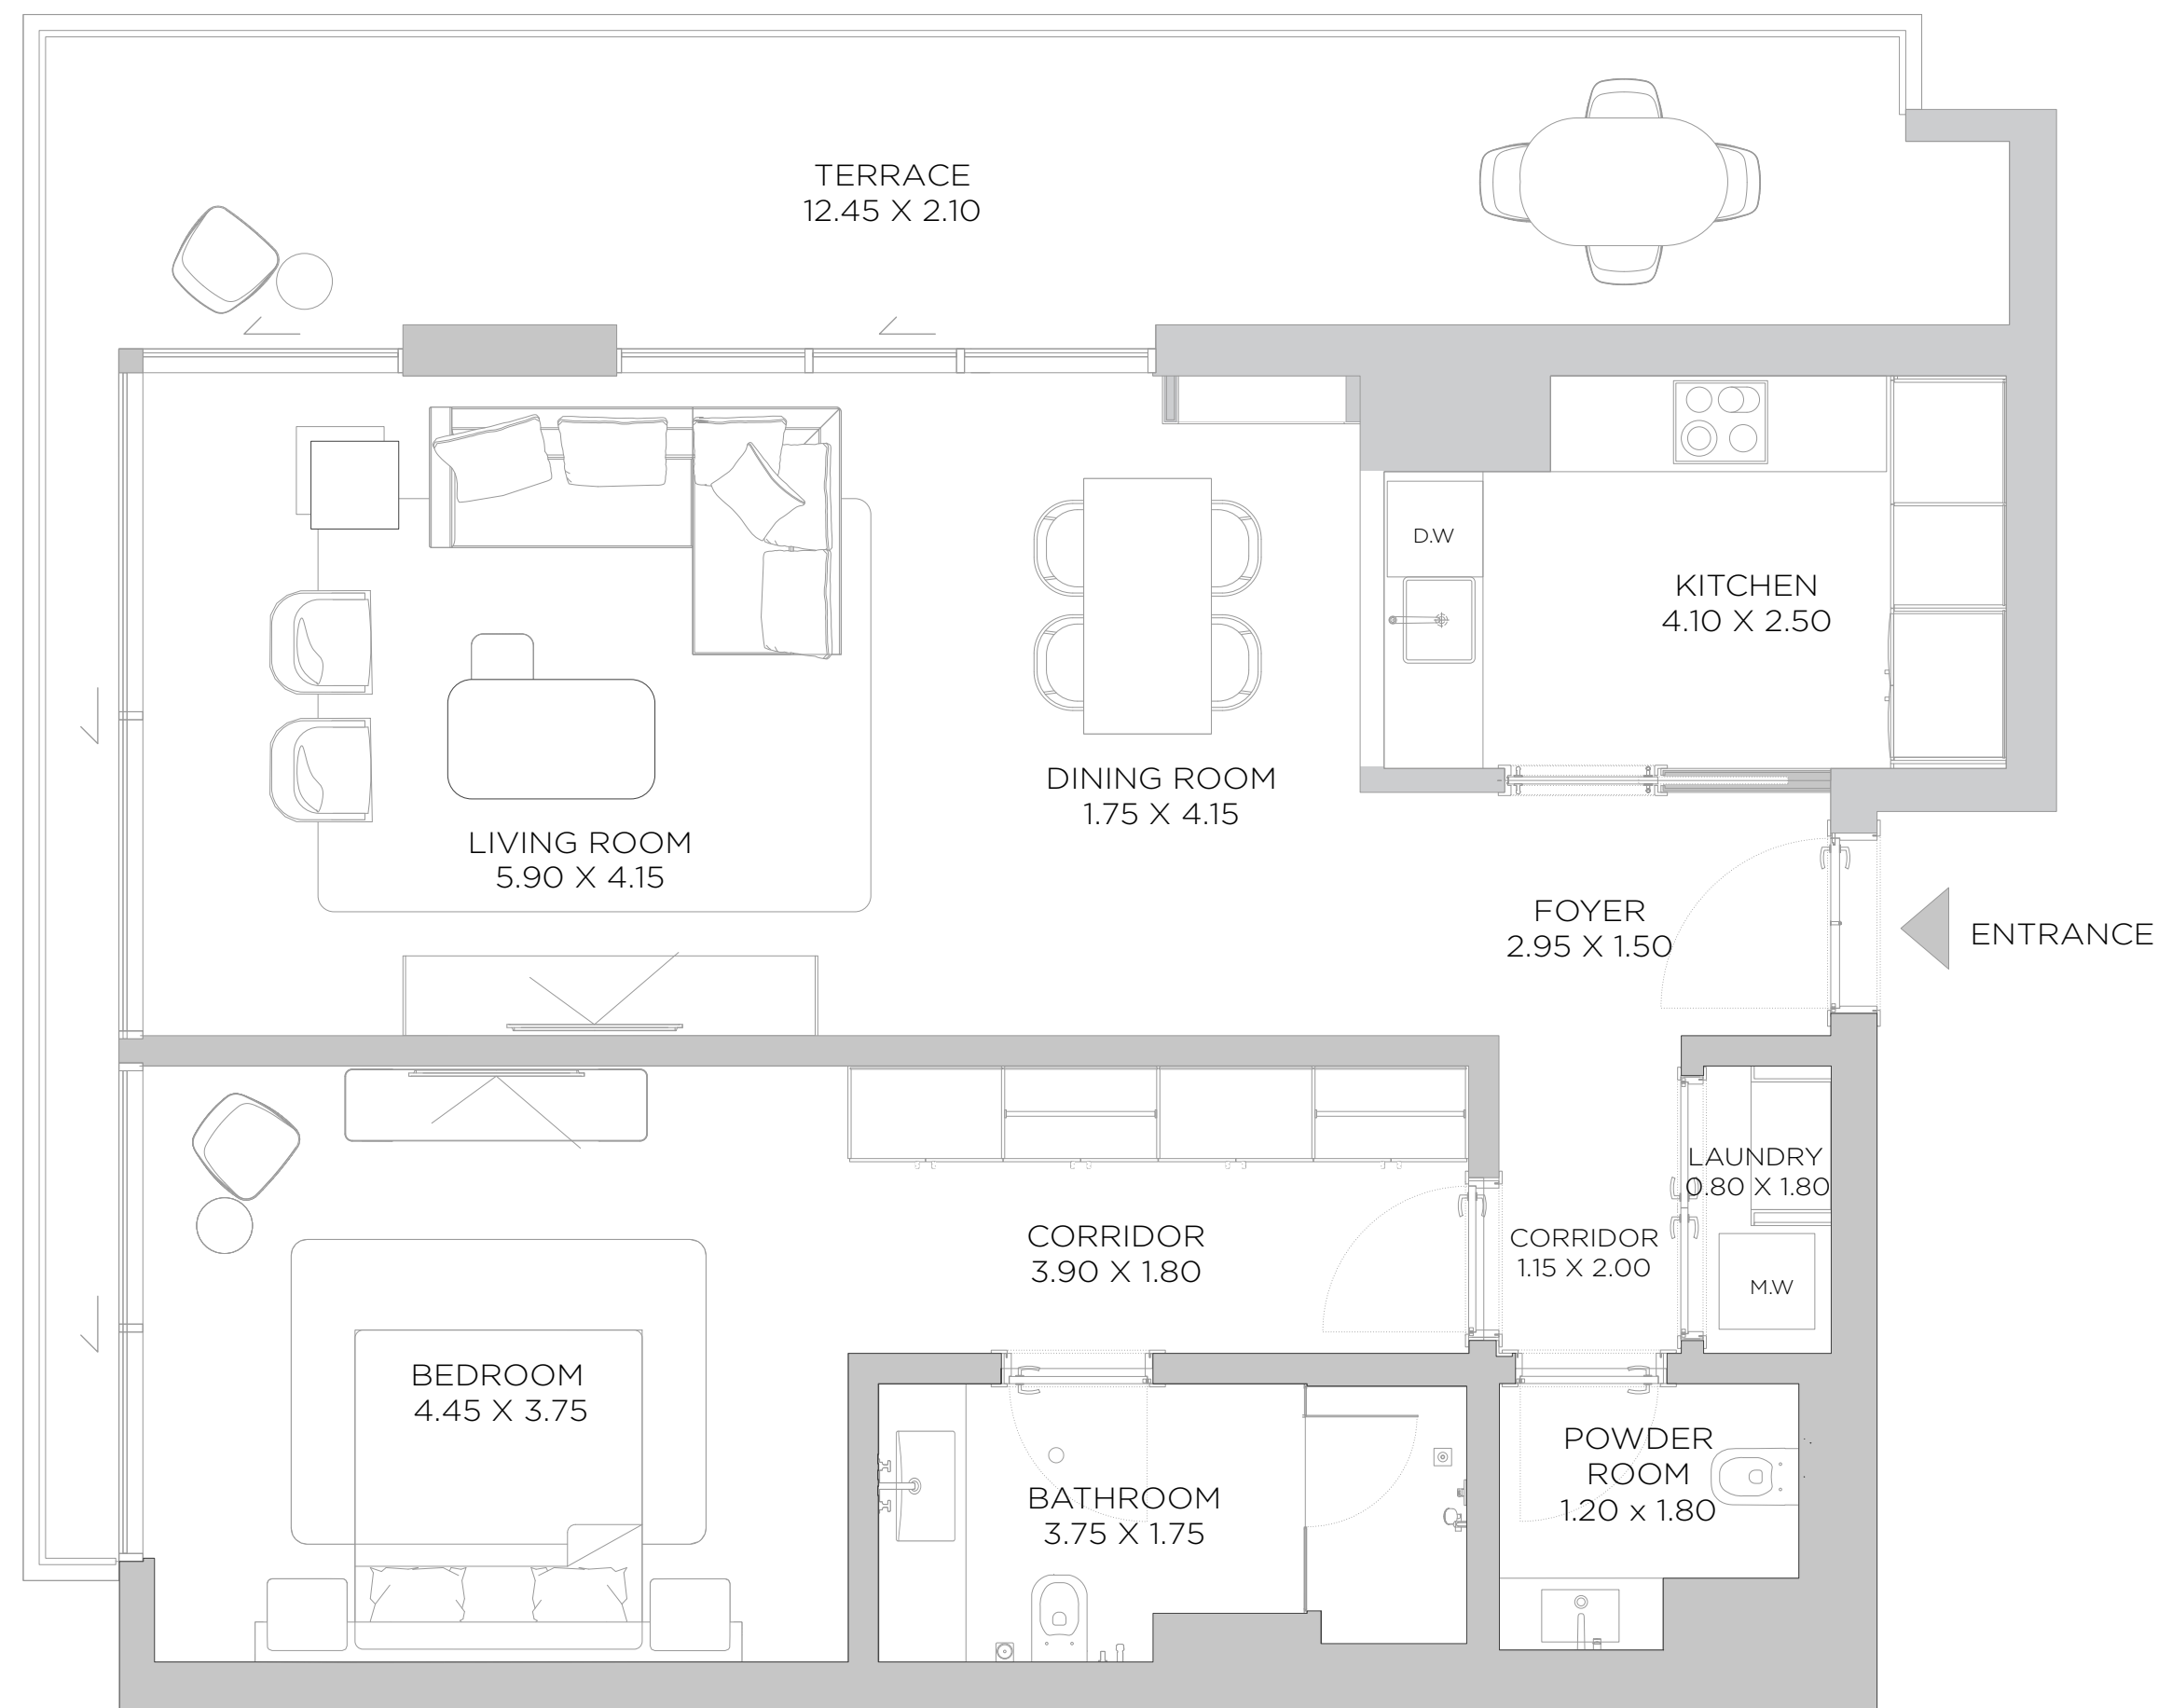 TERRACE
12.45 X 2.10
D.W
KITCHEN
4.10 X 2.50
DINING ROOM
1.75 X 4.15
LIVING ROOM
5.90 X 4.15
FOYER
2.95 X 1.50
ENTRANCE
LAUNDRY
0.80 X 1.80
CORRIDOR
3.90 X 1.80
CORRIDOR
1.15 X 2.00
M.W
BEDROOM
4.45 X 3.75
POWDER
ROOM
1.20 x 1.80
BATHROOM
3.75 X 1.75